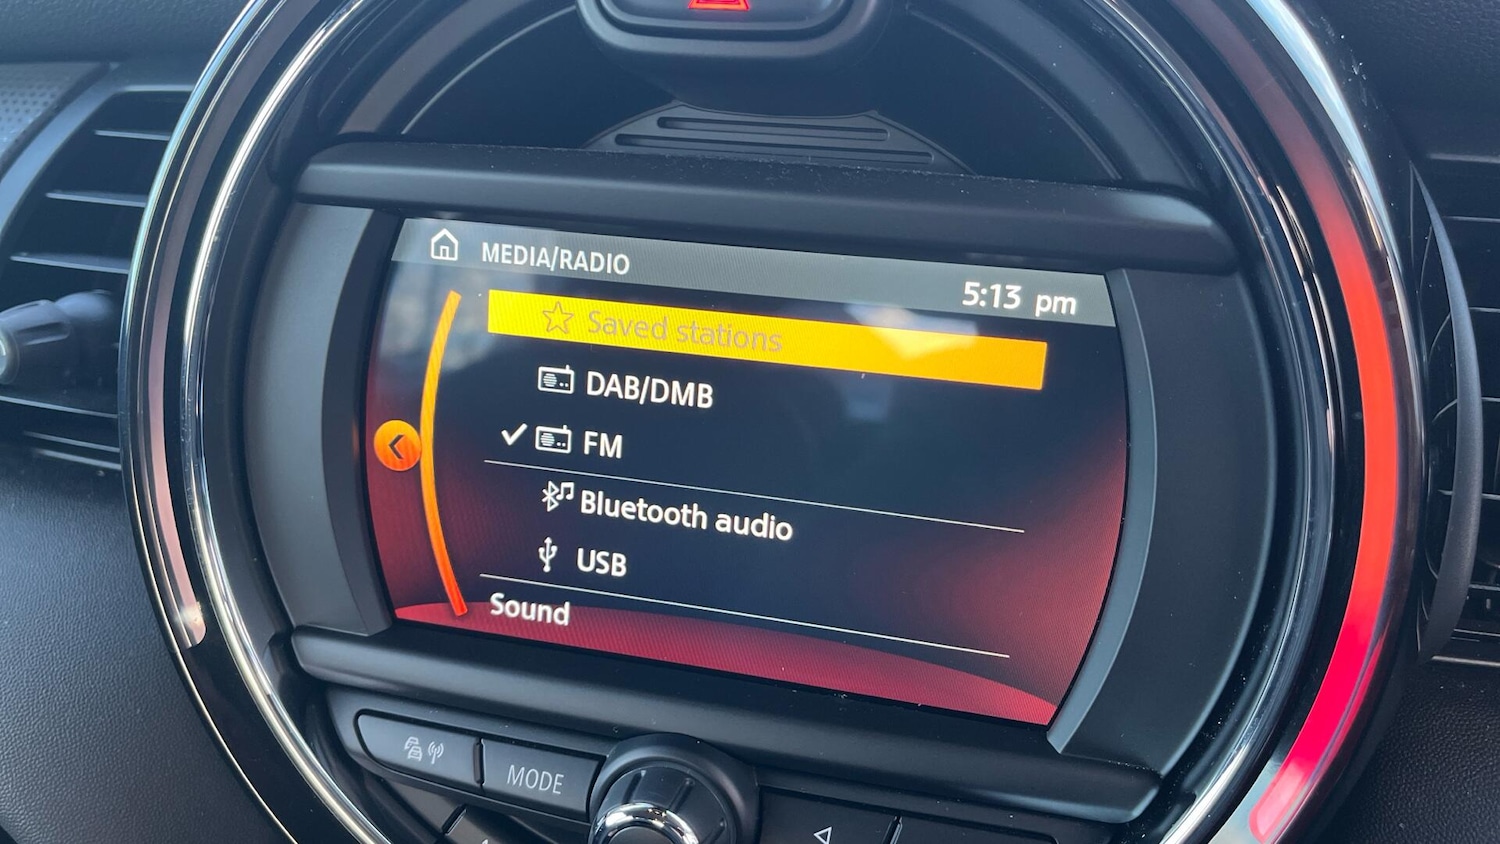 MEDIA/RADIO
5:13 pm
Saved stations
DAB/DMB
FM
Bluetooth audio
USB
Sound
MODE